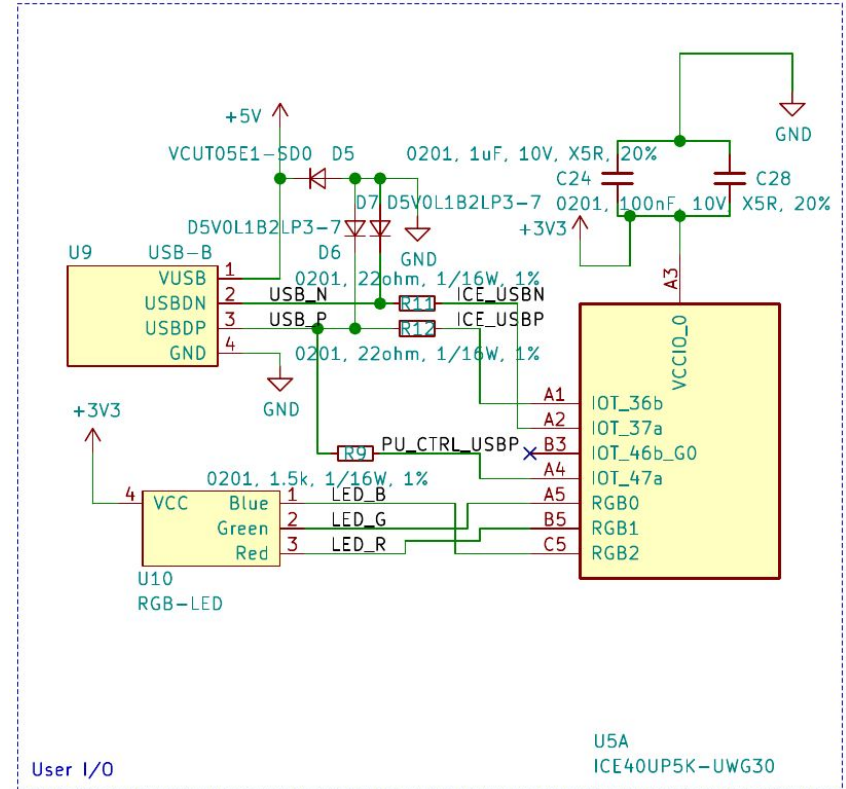 +5V
GND
VCUT05E1-SD0 D5
0201, 1uF, 10V, X5R, 20%
C24
C28
D7 D5V0L1B2LP3-7
0201, 100nF, 10V X5R, 20%
D5V0L1B2LP3-7
+3V3
U9
USB-B
D6
GND
A3
VUSB 1
0201, 22ohm, 1/16W, 1%
USBDN 2
USB_N
R11
ICE_USBN
USBDP 3
USB_P
R12
ICE_USBP
VCCIO_0
GND 4
0201, 22ohm, 1/16W, 1%
GND
A1 IOT_36b
+3V3
A2 IOT_37a
R9
PU_CTRL_USBP
B3 IOT_46b_G0
0201, 1.5k, 1/16W, 1%
A4 IOT_47a
4 VCC
Blue 1
LED_B
A5 RGB0
Green 2
LED_G
B5 RGB1
Red 3
LED_R
C5 RGB2
U10
RGB-LED
U5A
ICE40UP5K-UWG30
User I/O